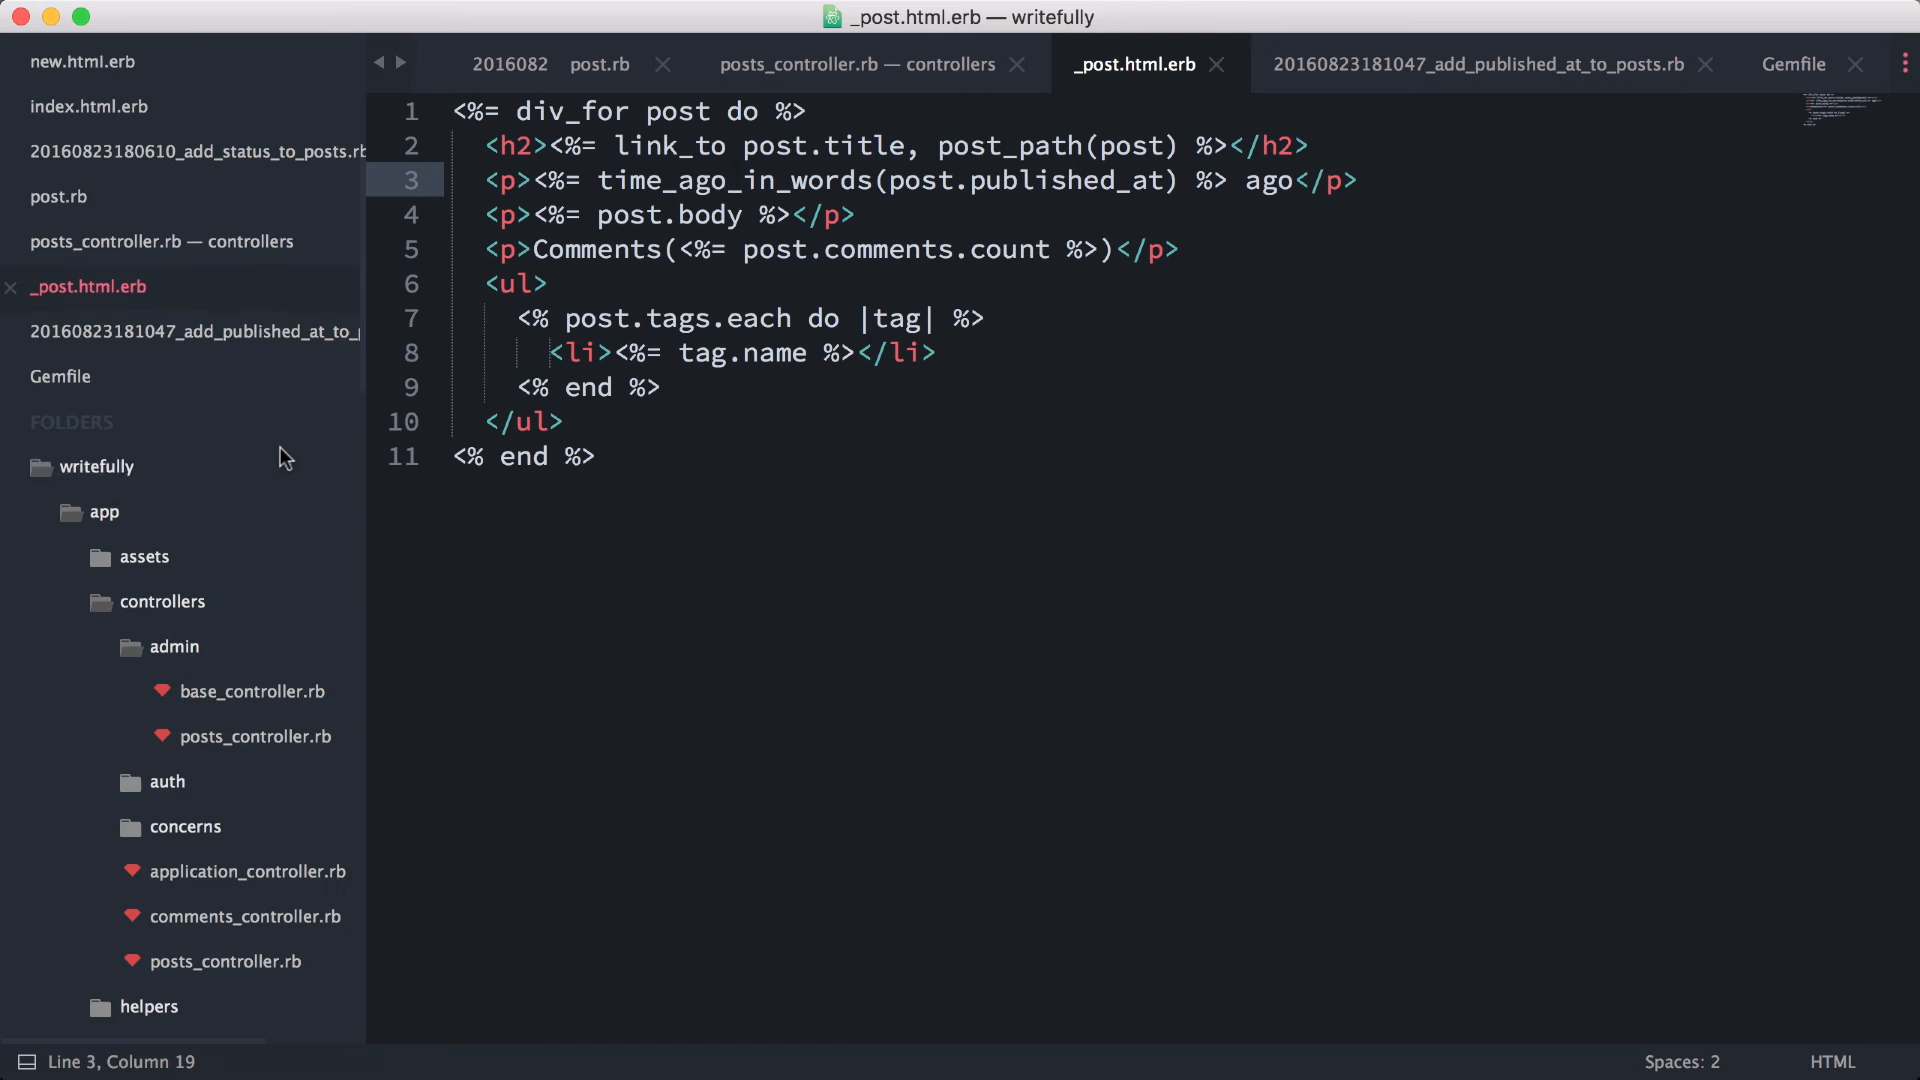 _post.html.erb — writefully
new.html.erb
index.html.erb
20160823180610_add_status_to_posts.rb
post.rb
posts_controller.rb — controllers
_post.html.erb
20160823181047_add_published_at_to_p
Gemfile
FOLDERS
writefully
app
assets
controllers
admin
base_controller.rb
posts_controller.rb
auth
concerns
application_controller.rb
comments_controller.rb
posts_controller.rb
helpers
2016082 post.rb posts_controller.rb — controllers _post.html.erb 20160823181047_add_published_at_to_posts.rb Gemfile
1 <%= div_for post do %>
2 <h2><%= link_to post.title, post_path(post) %></h2>
3 <p><%= time_ago_in_words(post.published_at) %> ago</p>
4 <p><%= post.body %></p>
5 <p>Comments(<%= post.comments.count %>)</p>
6 <ul>
7 <% post.tags.each do |tag| %>
8 <li><%= tag.name %></li>
9 <% end %>
10 </ul>
11 <% end %>
Line 3, Column 19
Spaces: 2
HTML